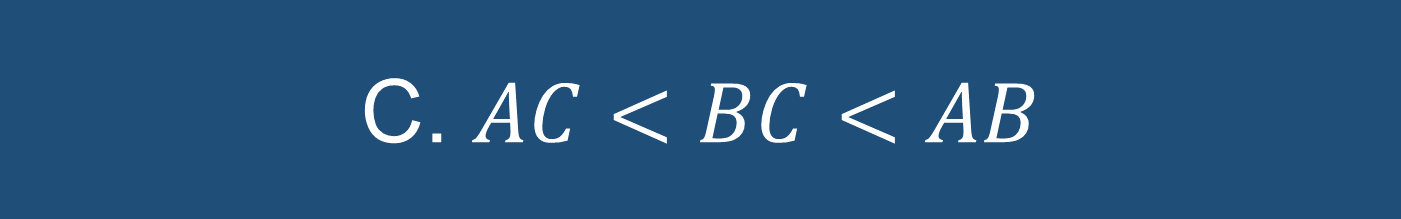 C. AC < BC < AB